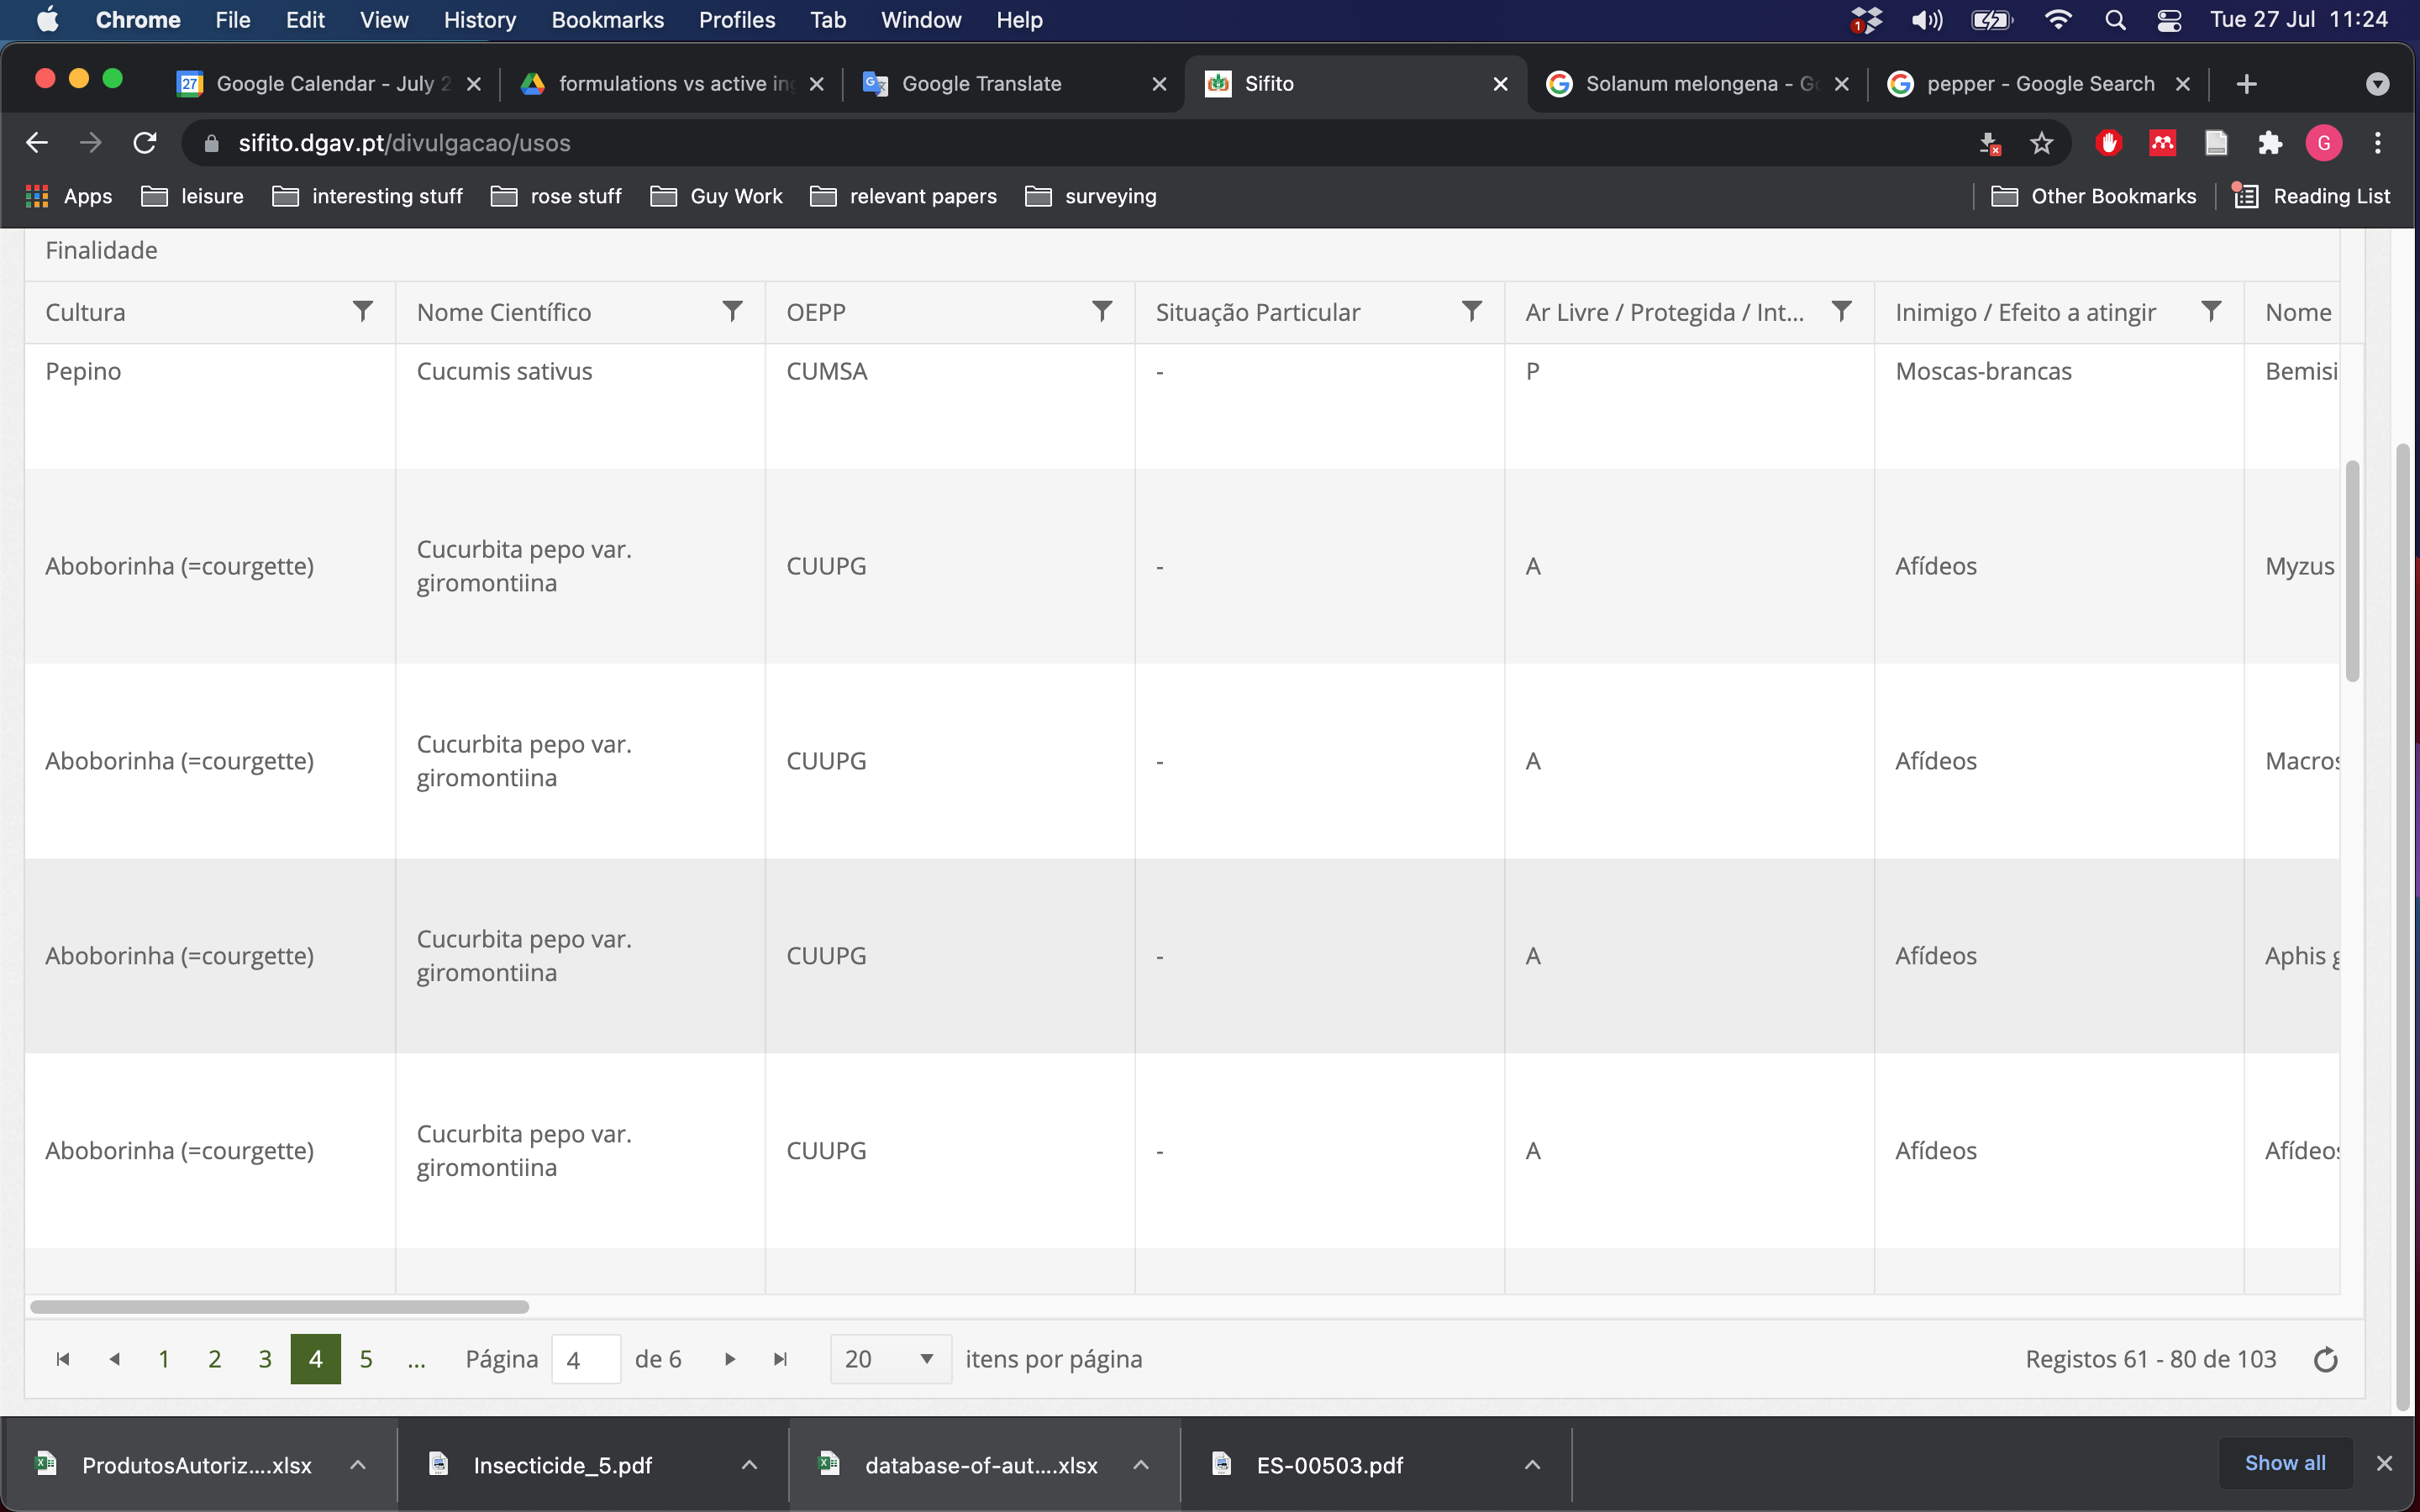 Chrome File Edit View History Bookmarks Profiles Tab Window Help 1 Tue 27 Jul 11:24
27 Google Calendar - July 2 formulations vs active in Google Translate Sifito Solanum melongena - G pepper - Google Search
sifito.dgav.pt/divulgacao/usos G
Apps leisure interesting stuff rose stuff Guy Work relevant papers surveying Other Bookmarks Reading List
Finalidade
Cultura Nome Científico OEPP Situação Particular Ar Livre / Protegida / Int... Inimigo / Efeito a atingir Nome
Pepino Cucumis sativus CUMSA - P Moscas-brancas Bemisi
Aboborinha (=courgette) Cucurbita pepo var. giromontiina CUUPG - A Afídeos Myzus
Aboborinha (=courgette) Cucurbita pepo var. giromontiina CUUPG - A Afídeos Macros
Aboborinha (=courgette) Cucurbita pepo var. giromontiina CUUPG - A Afídeos Aphis g
Aboborinha (=courgette) Cucurbita pepo var. giromontiina CUUPG - A Afídeos Afídeos
1 2 3 4 5 ... Página 4 de 6 20 itens por página Registos 61 - 80 de 103
ProdutosAutoriz....xlsx Insecticide_5.pdf database-of-aut....xlsx ES-00503.pdf Show all